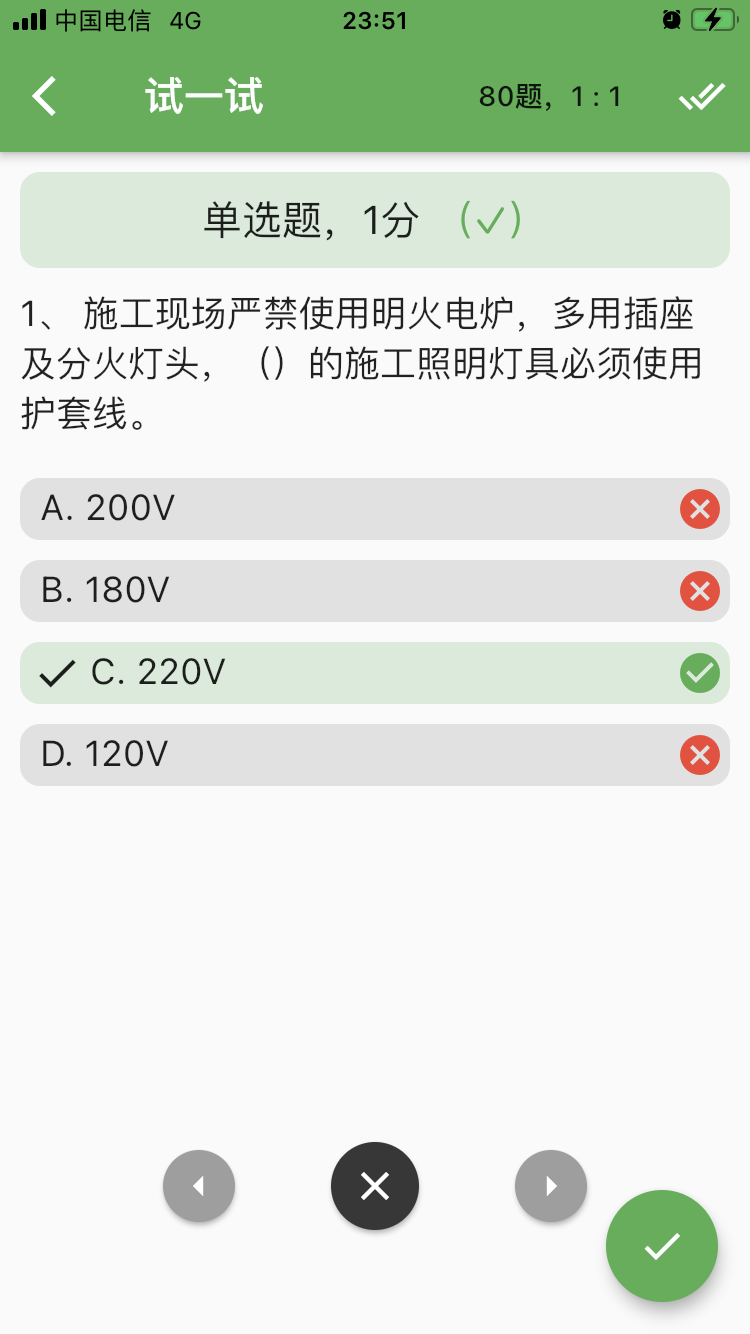 中国电信 4G 23:51
试一试 80题，1 : 1
单选题，1分 (✓)
1、 施工现场严禁使用明火电炉，多用插座
及分火灯头， （）的施工照明灯具必须使用
护套线。
A. 200V
B. 180V
C. 220V
D. 120V